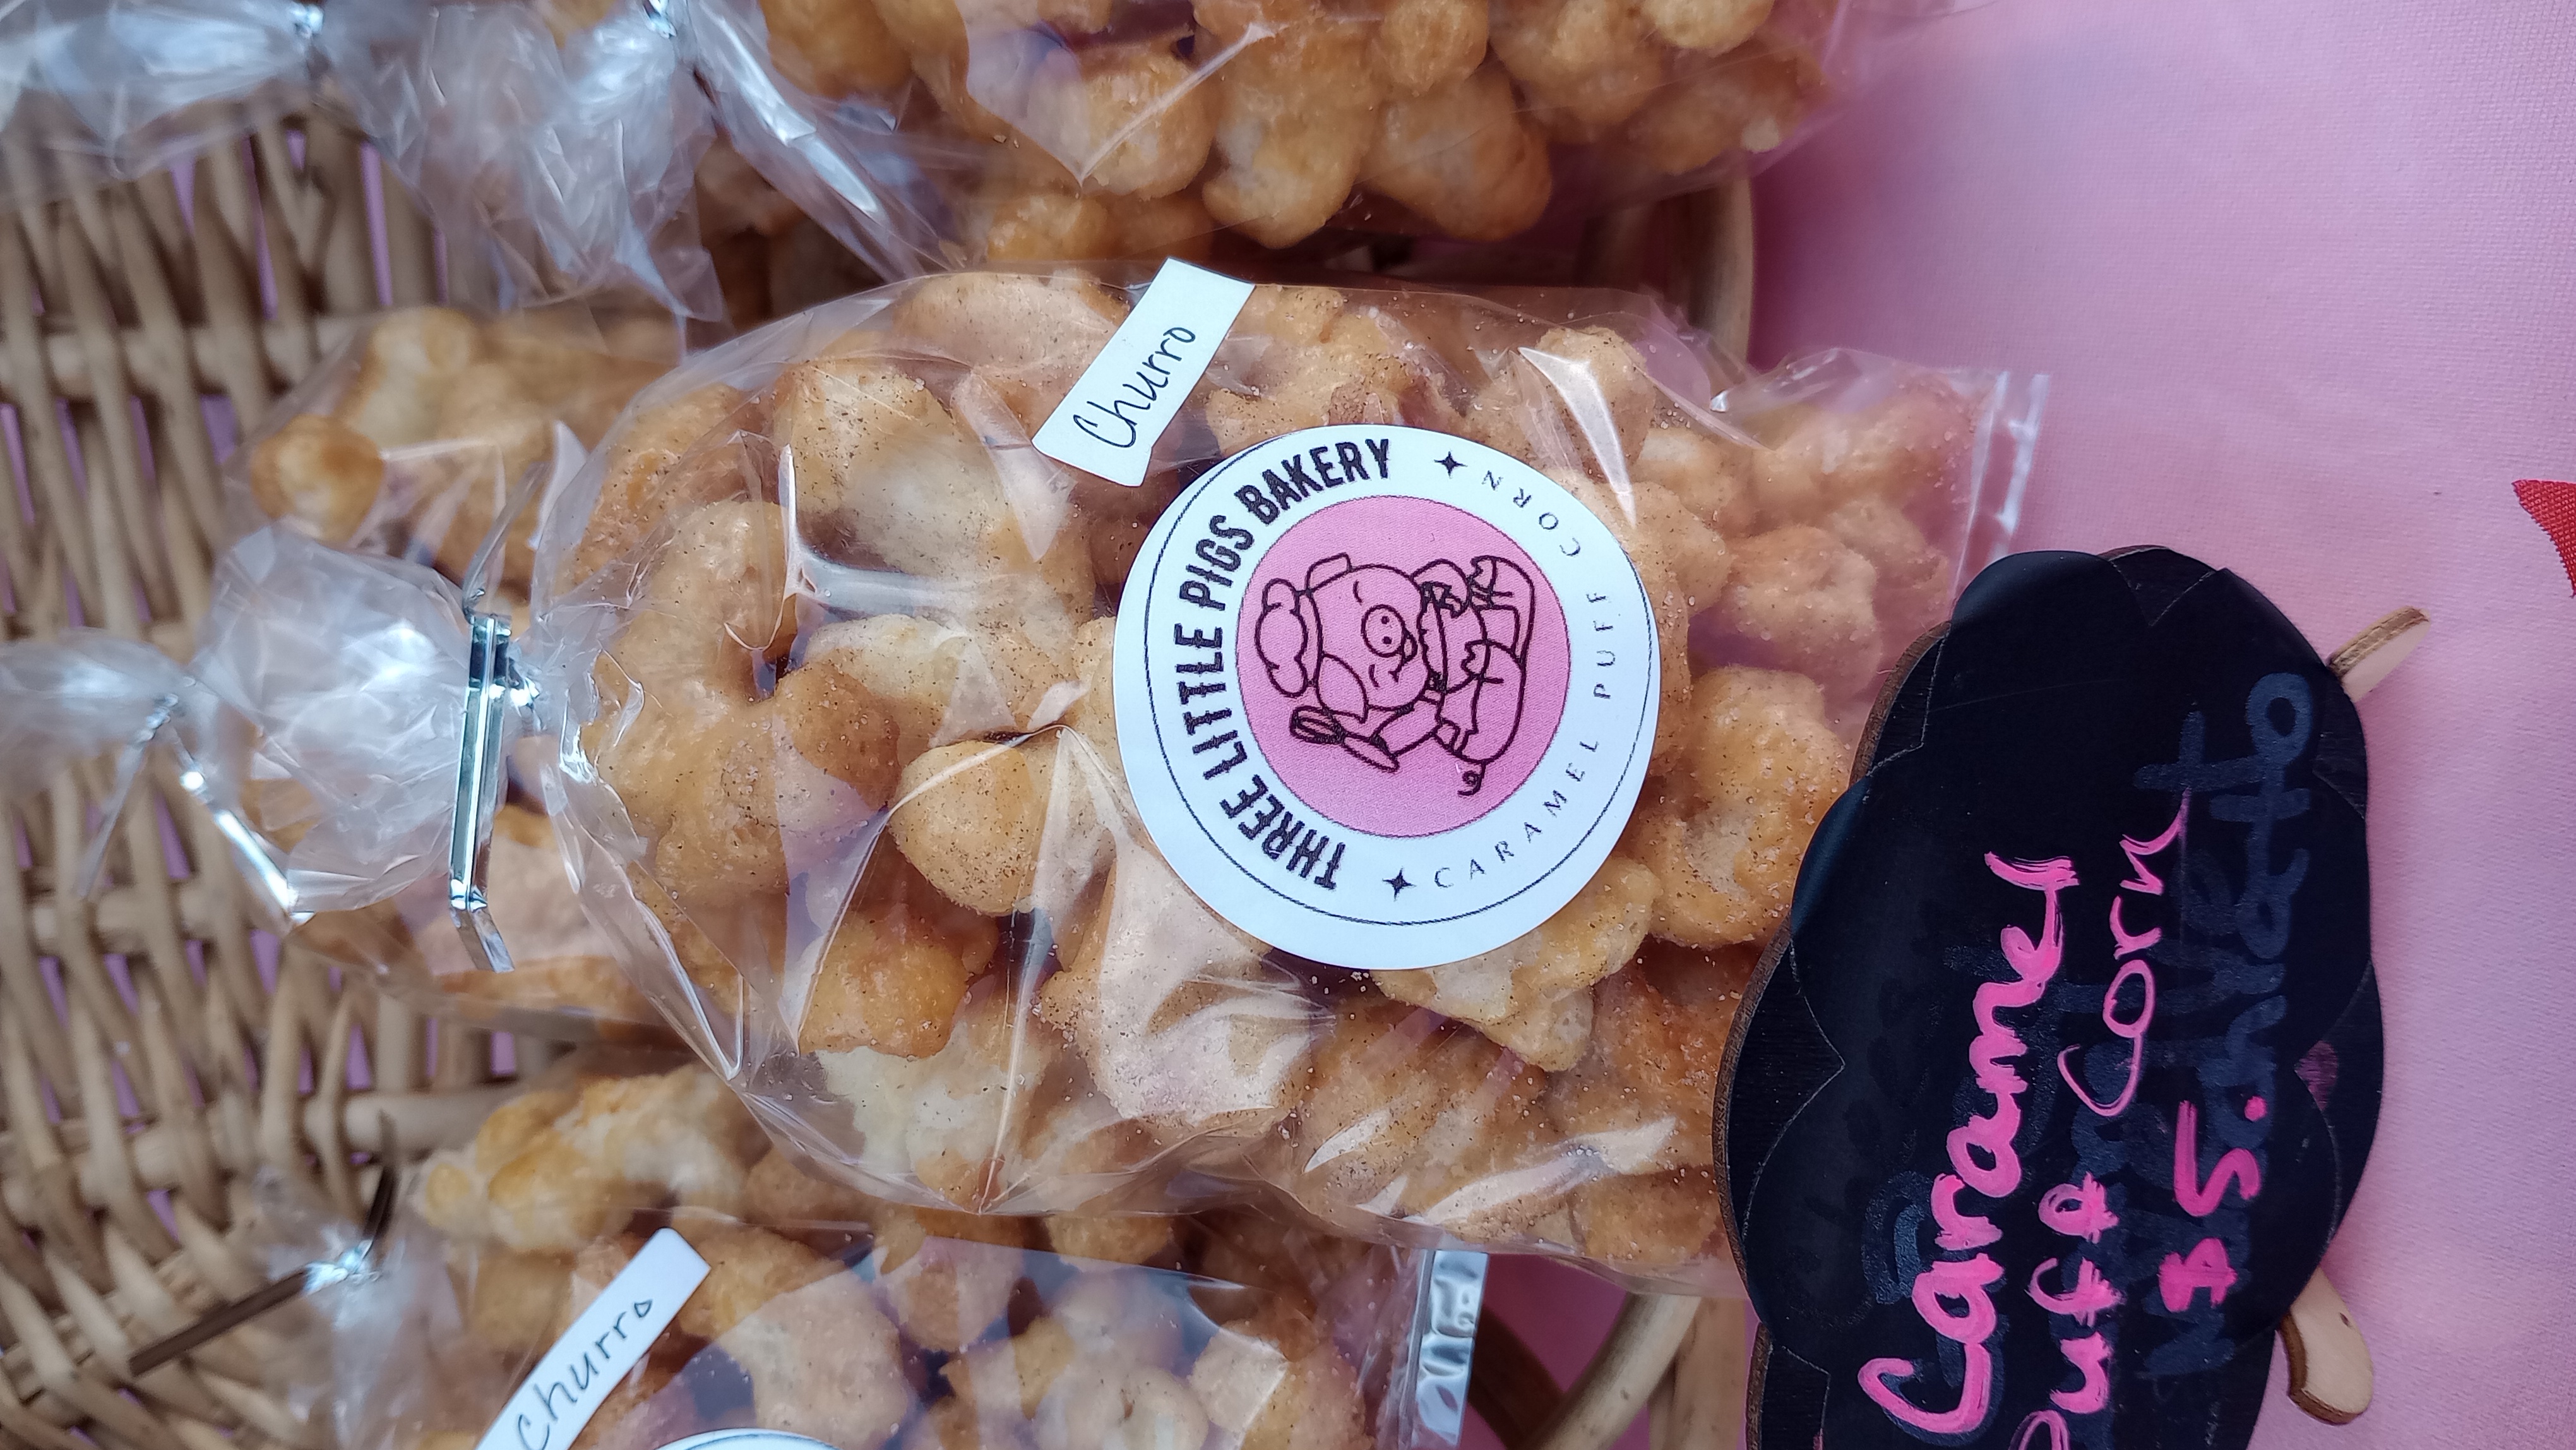 Churro
THREE LITTLE PIGS BAKERY
CARAMEL PUFF CORN
Caramel
Puff Corn
$5.
Churro